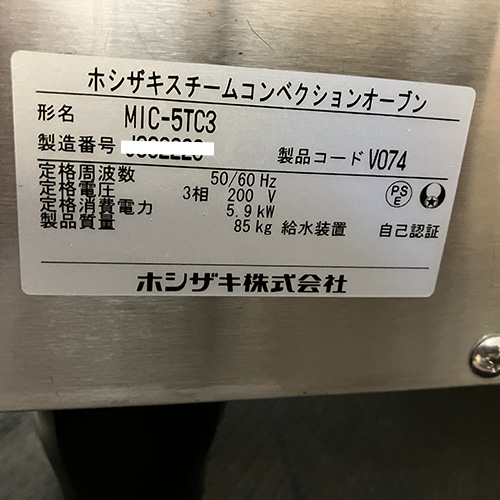 ホシザキスチームコンベクションオーブン
形名 MIC-5TC3
製造番号
製品コード V074
定格周波数 50/60 Hz
定格電圧 3相 200 V
定格消費電力 5.9 kW
製品質量 85 kg 給水装置 自己認証
PS
E
ホシザキ株式会社